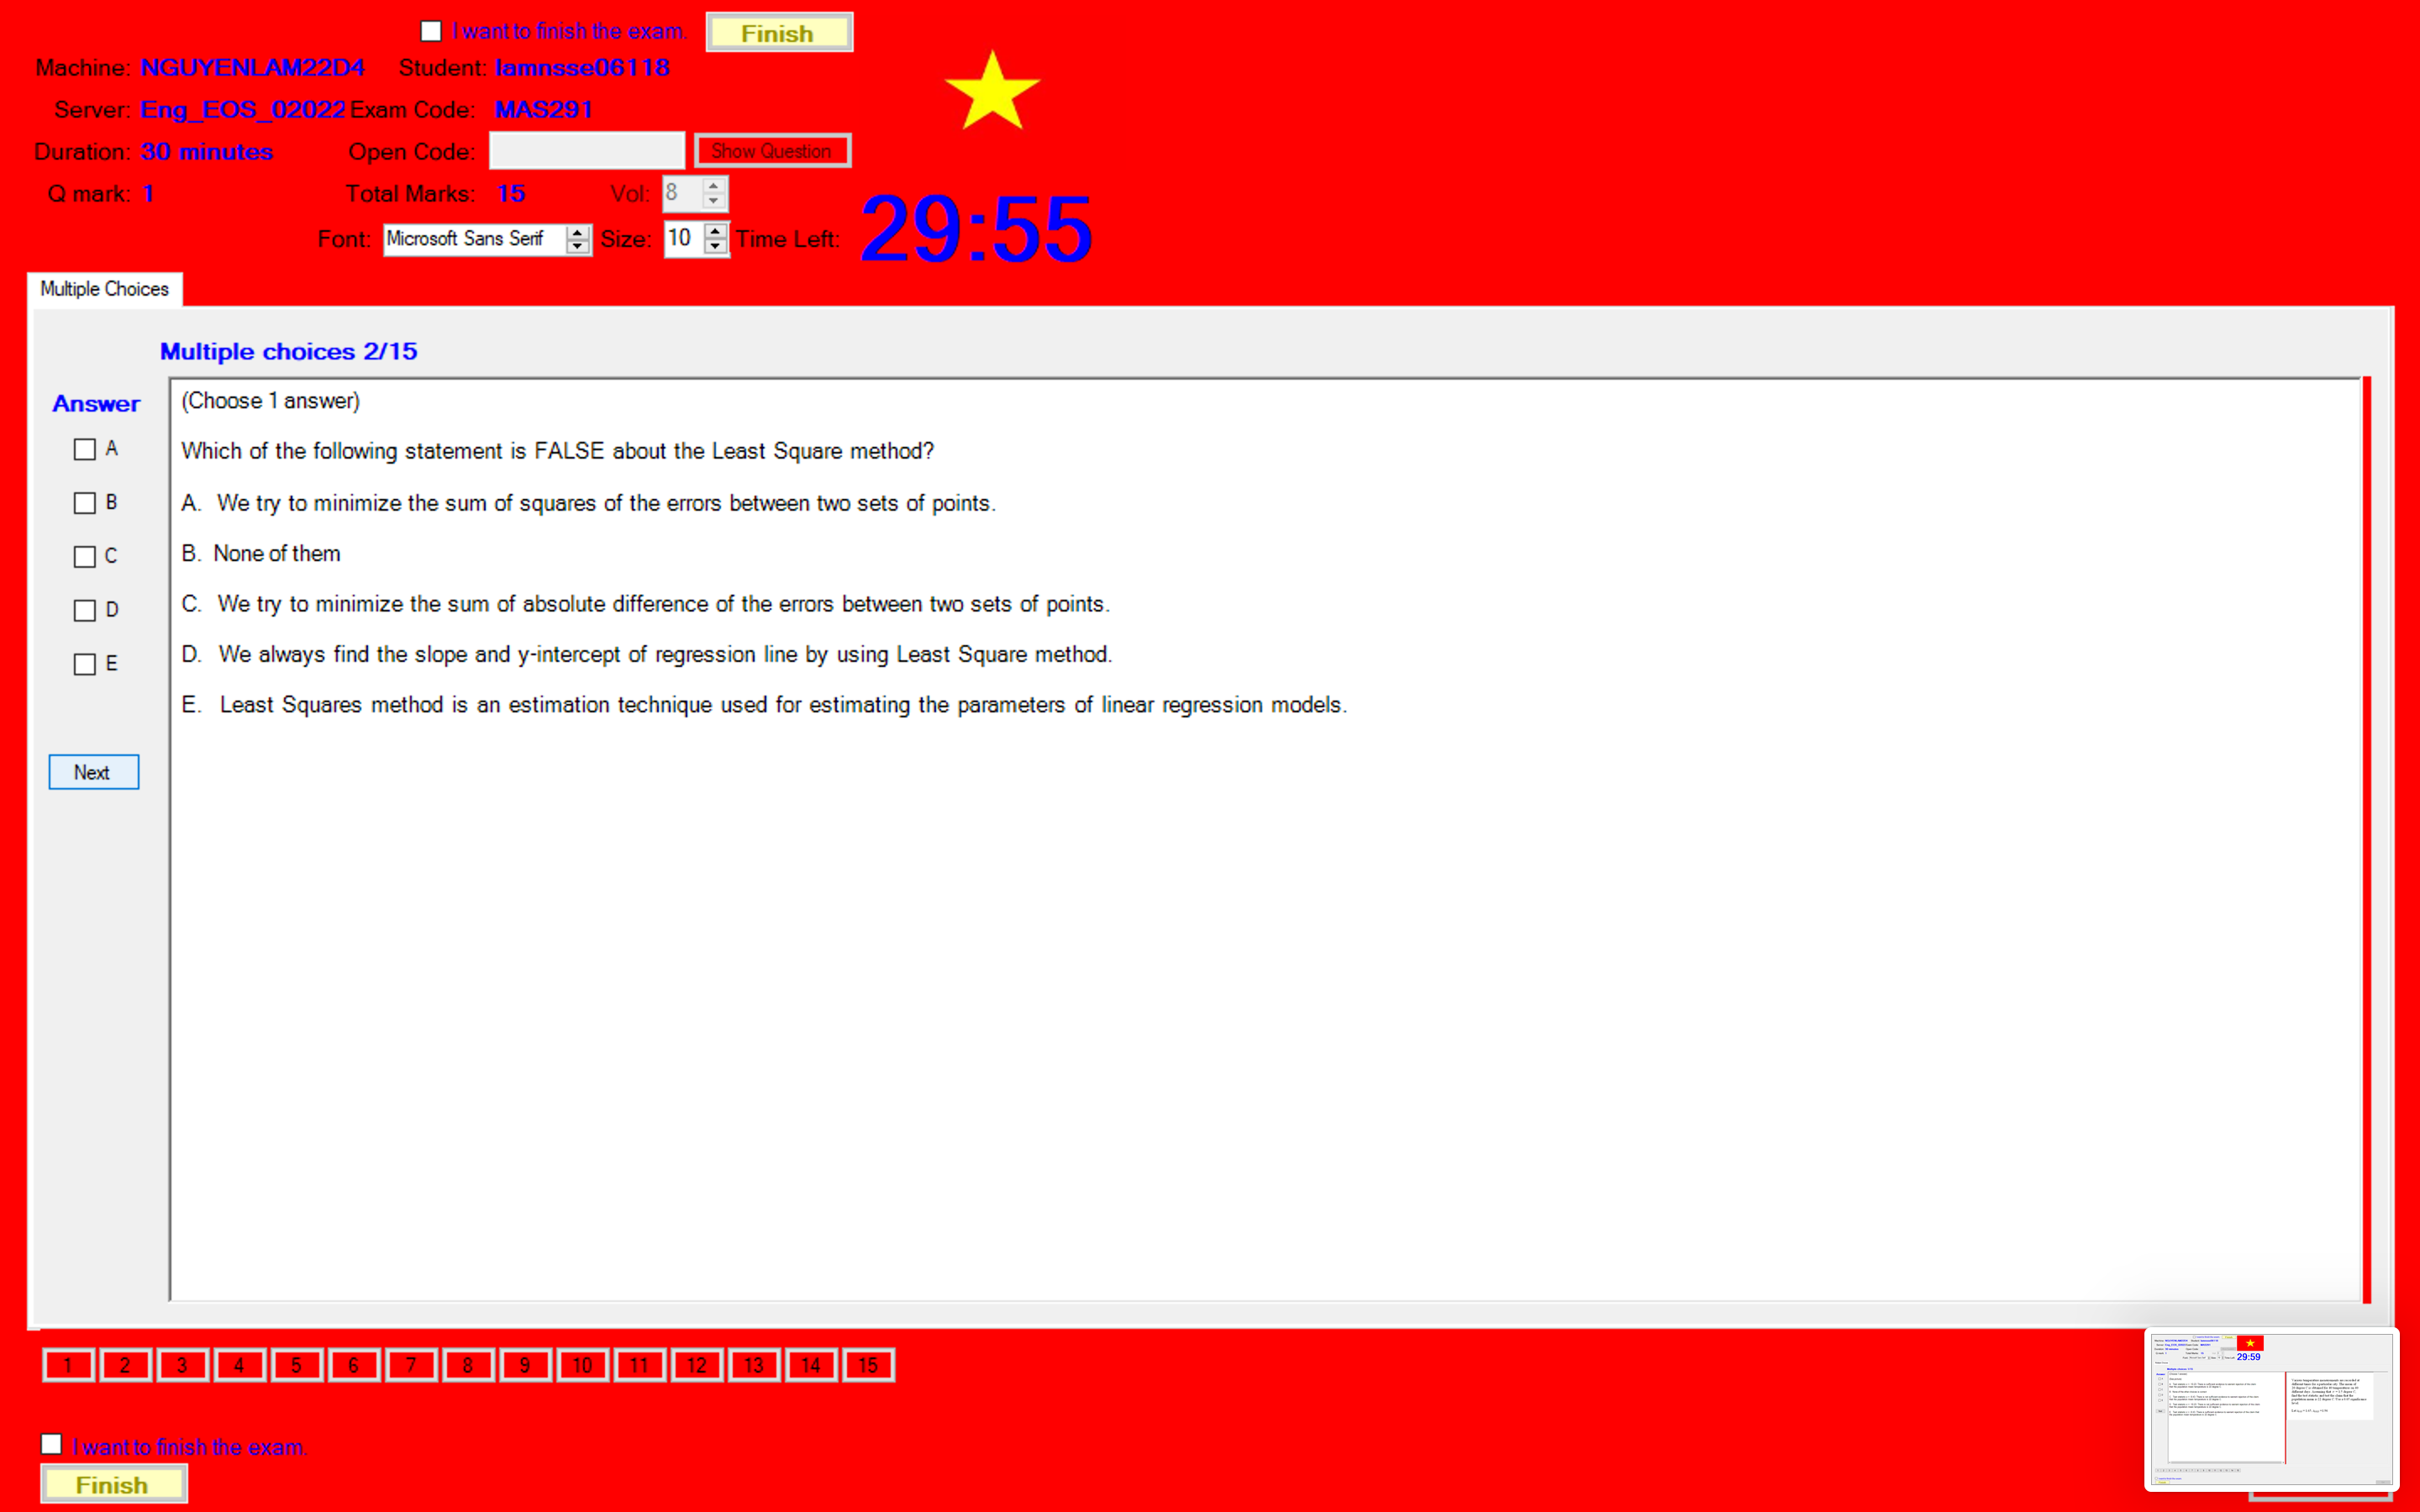 I want to finish the exam.
Finish
Machine: NGUYENLAM22D4 Student: lamnsse06118
Server: Eng_EOS_02022 Exam Code: MAS291
Duration: 30 minutes Open Code: Show Question
Q mark: 1 Total Marks: 15 Vol: 8
Font: Microsoft Sans Serif Size: 10 Time Left: 29:55
Multiple Choices
Multiple choices 2/15
Answer
A
B
C
D
E
Next
(Choose 1 answer)
Which of the following statement is FALSE about the Least Square method?
A. We try to minimize the sum of squares of the errors between two sets of points.
B. None of them
C. We try to minimize the sum of absolute difference of the errors between two sets of points.
D. We always find the slope and y-intercept of regression line by using Least Square method.
E. Least Squares method is an estimation technique used for estimating the parameters of linear regression models.
1 2 3 4 5 6 7 8 9 10 11 12 13 14 15
I want to finish the exam.
Finish
29:59